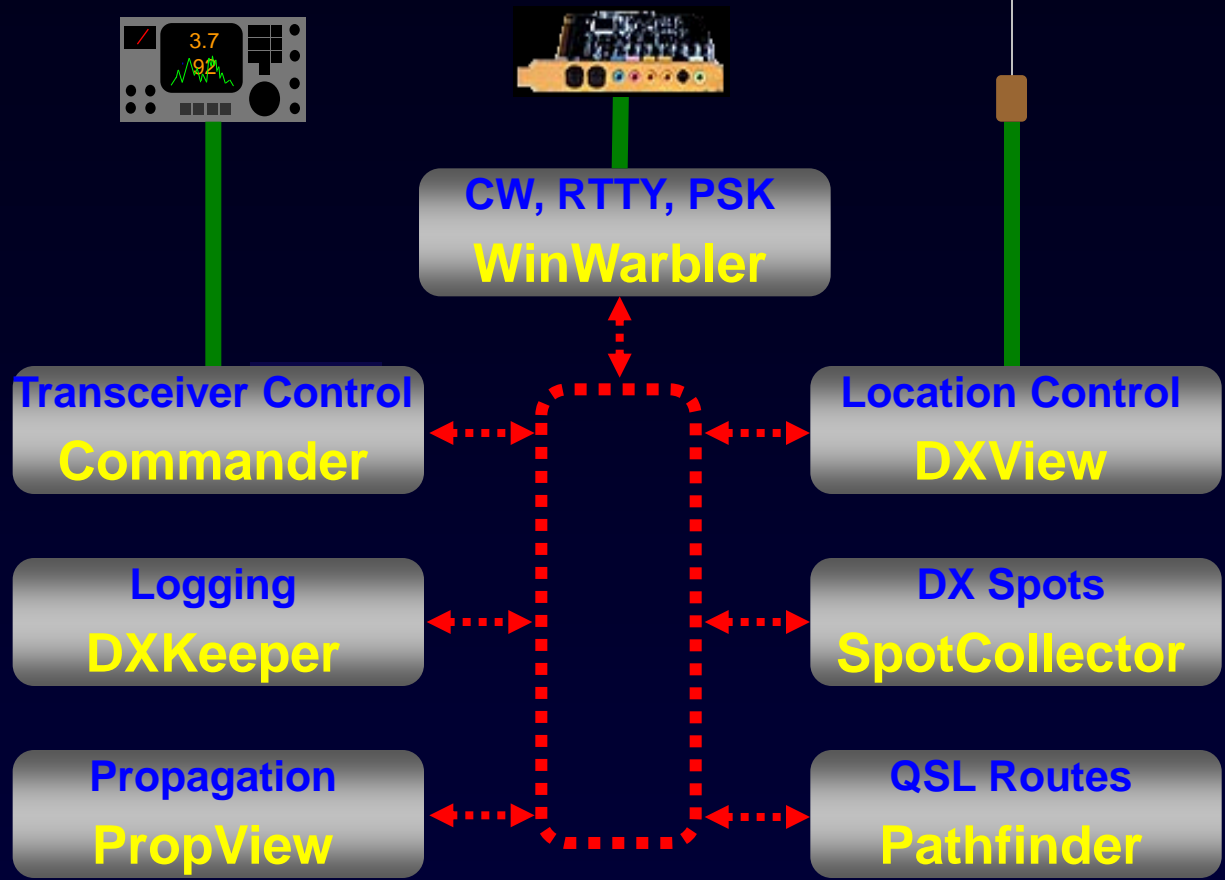 3.7
92
CW, RTTY, PSK
WinWarbler
Transceiver Control
Commander
Location Control
DXView
Logging
DXKeeper
DX Spots
SpotCollector
Propagation
PropView
QSL Routes
Pathfinder